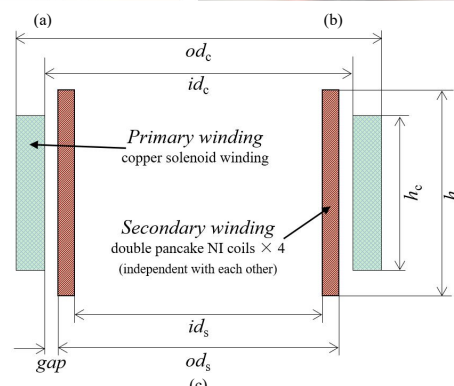 (a)
(b)
od_c
id_c
Primary winding
copper solenoid winding
h_c
h
Secondary winding
double pancake NI coils × 4
(independent with each other)
id_s
gap
od_s
(c)